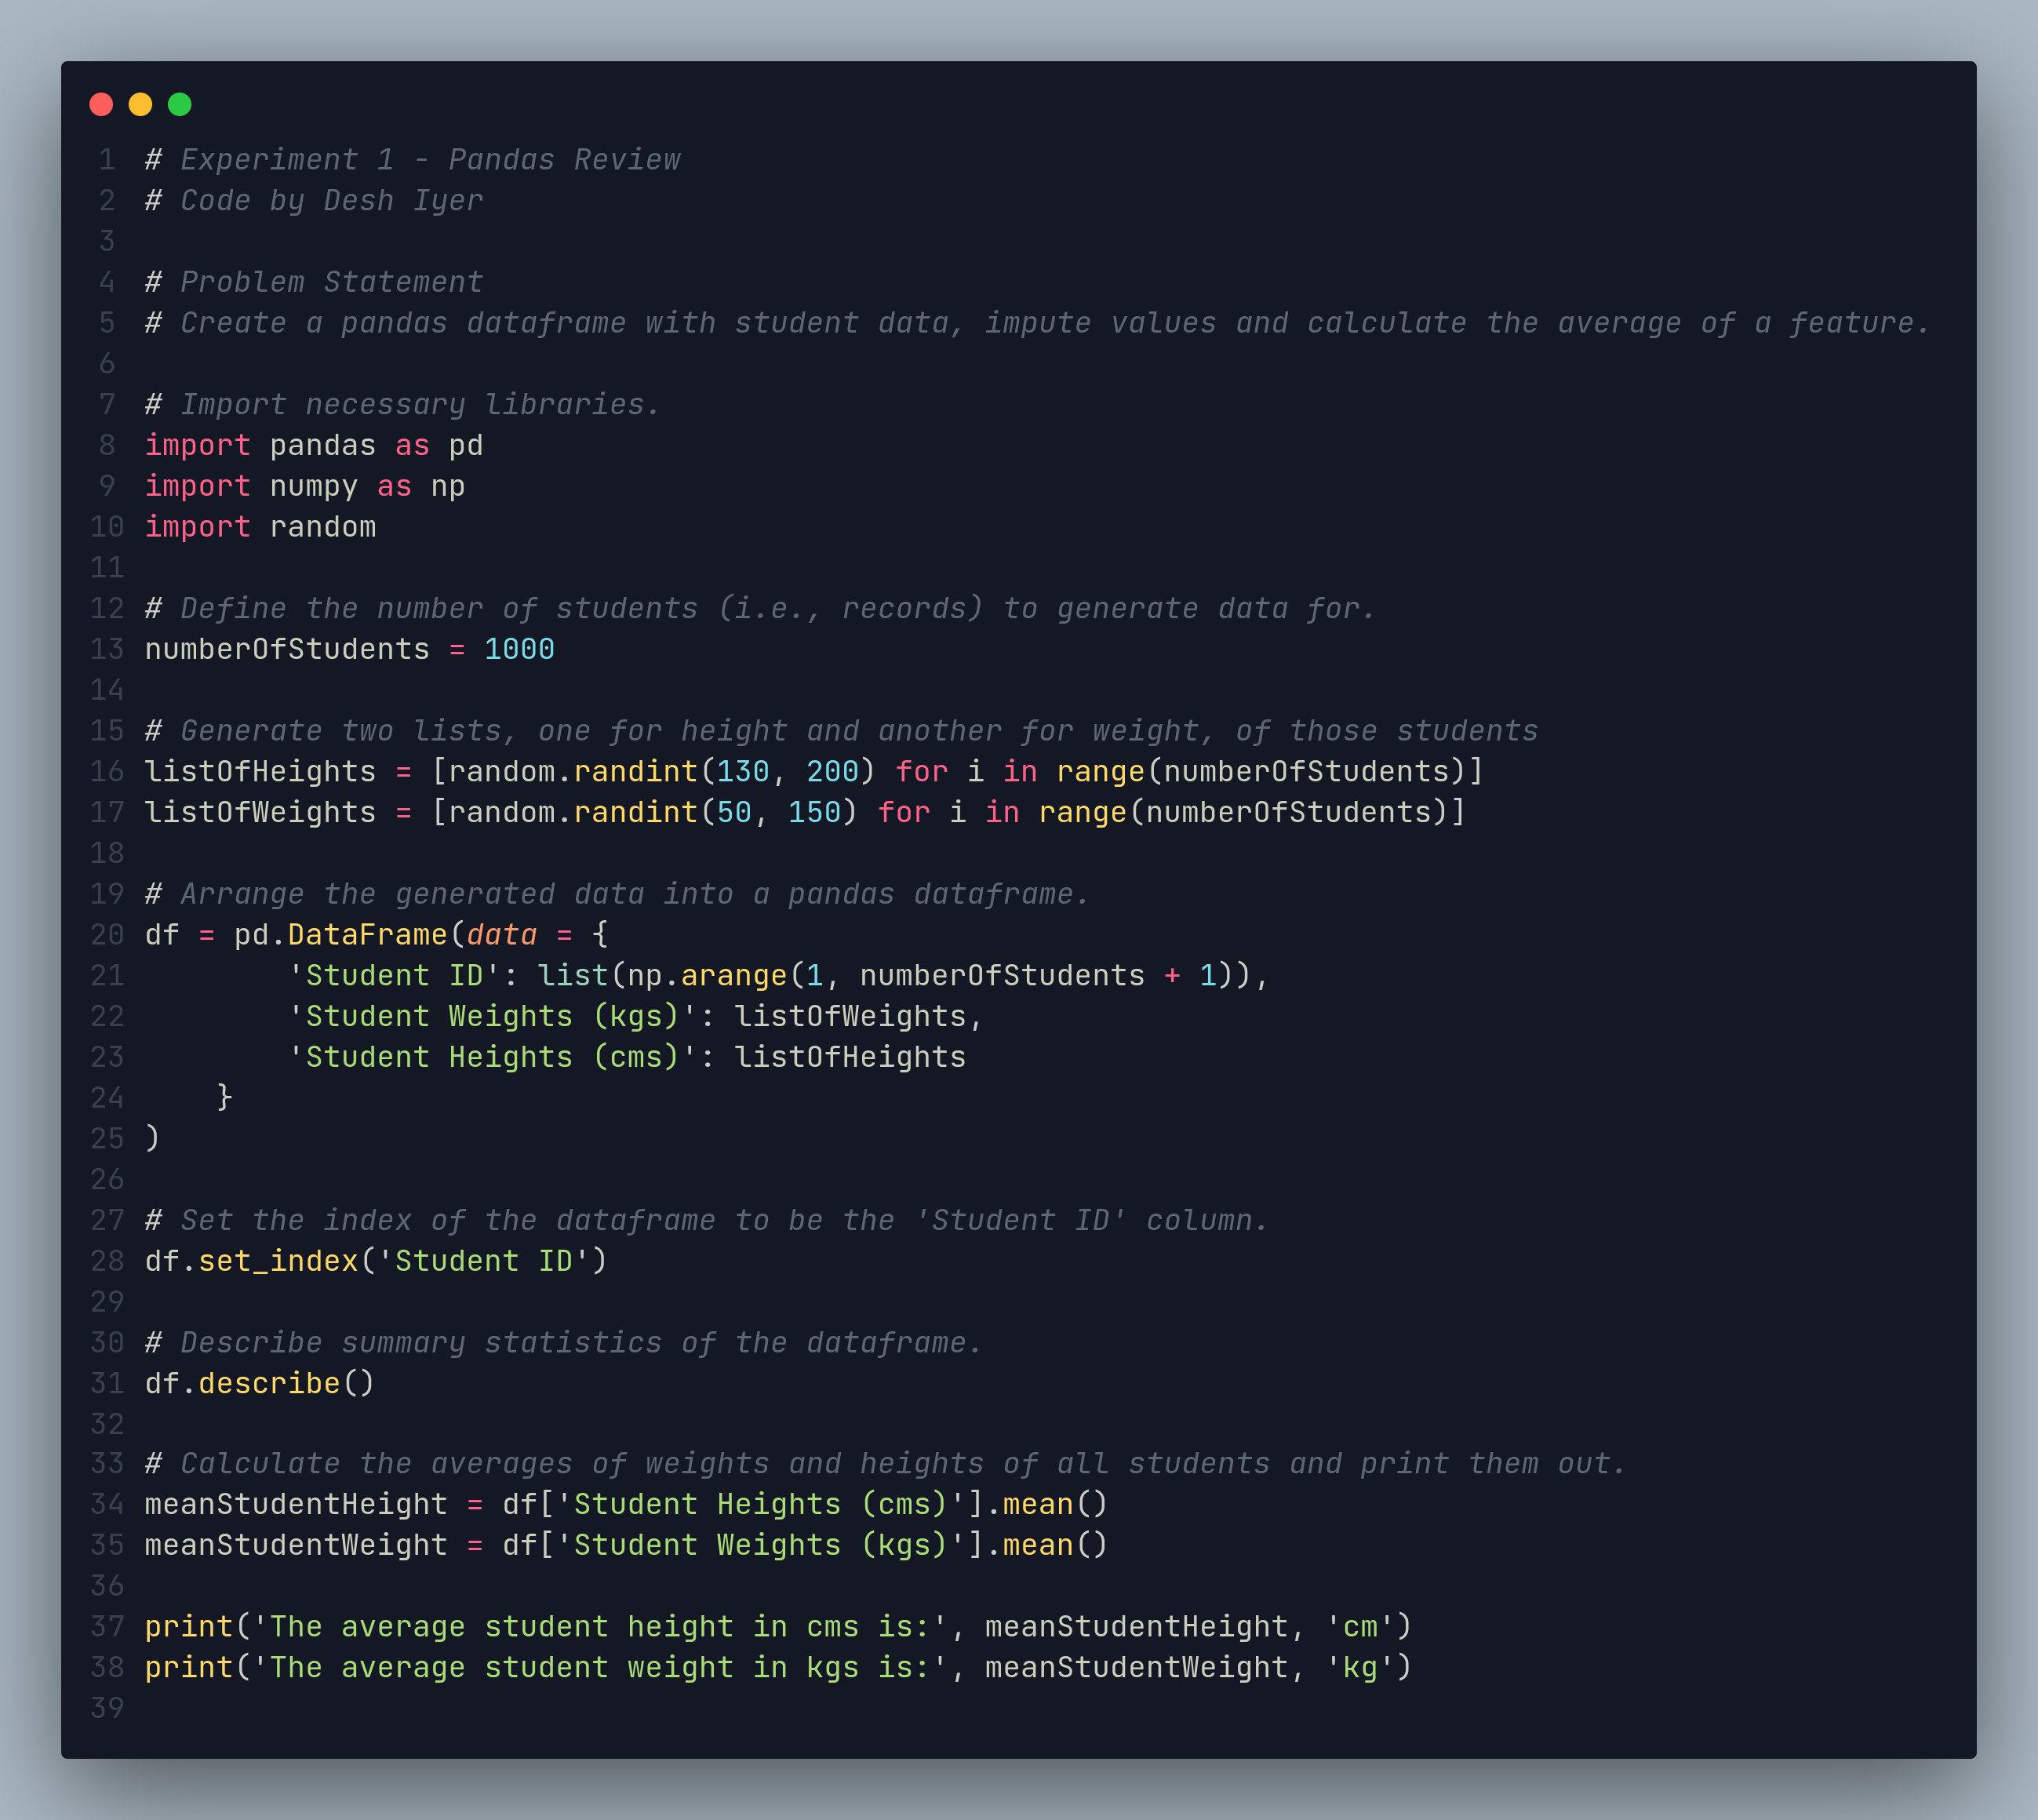 1 # Experiment 1 - Pandas Review
2 # Code by Desh Iyer
3
4 # Problem Statement
5 # Create a pandas dataframe with student data, impute values and calculate the average of a feature.
6
7 # Import necessary libraries.
8 import pandas as pd
9 import numpy as np
10 import random
11
12 # Define the number of students (i.e., records) to generate data for.
13 numberOfStudents = 1000
14
15 # Generate two lists, one for height and another for weight, of those students
16 listOfHeights = [random.randint(130, 200) for i in range(numberOfStudents)]
17 listOfWeights = [random.randint(50, 150) for i in range(numberOfStudents)]
18
19 # Arrange the generated data into a pandas dataframe.
20 df = pd.DataFrame(data = {
21         'Student ID': list(np.arange(1, numberOfStudents + 1)),
22         'Student Weights (kgs)': listOfWeights,
23         'Student Heights (cms)': listOfHeights
24     }
25 )
26
27 # Set the index of the dataframe to be the 'Student ID' column.
28 df.set_index('Student ID')
29
30 # Describe summary statistics of the dataframe.
31 df.describe()
32
33 # Calculate the averages of weights and heights of all students and print them out.
34 meanStudentHeight = df['Student Heights (cms)'].mean()
35 meanStudentWeight = df['Student Weights (kgs)'].mean()
36
37 print('The average student height in cms is:', meanStudentHeight, 'cm')
38 print('The average student weight in kgs is:', meanStudentWeight, 'kg')
39